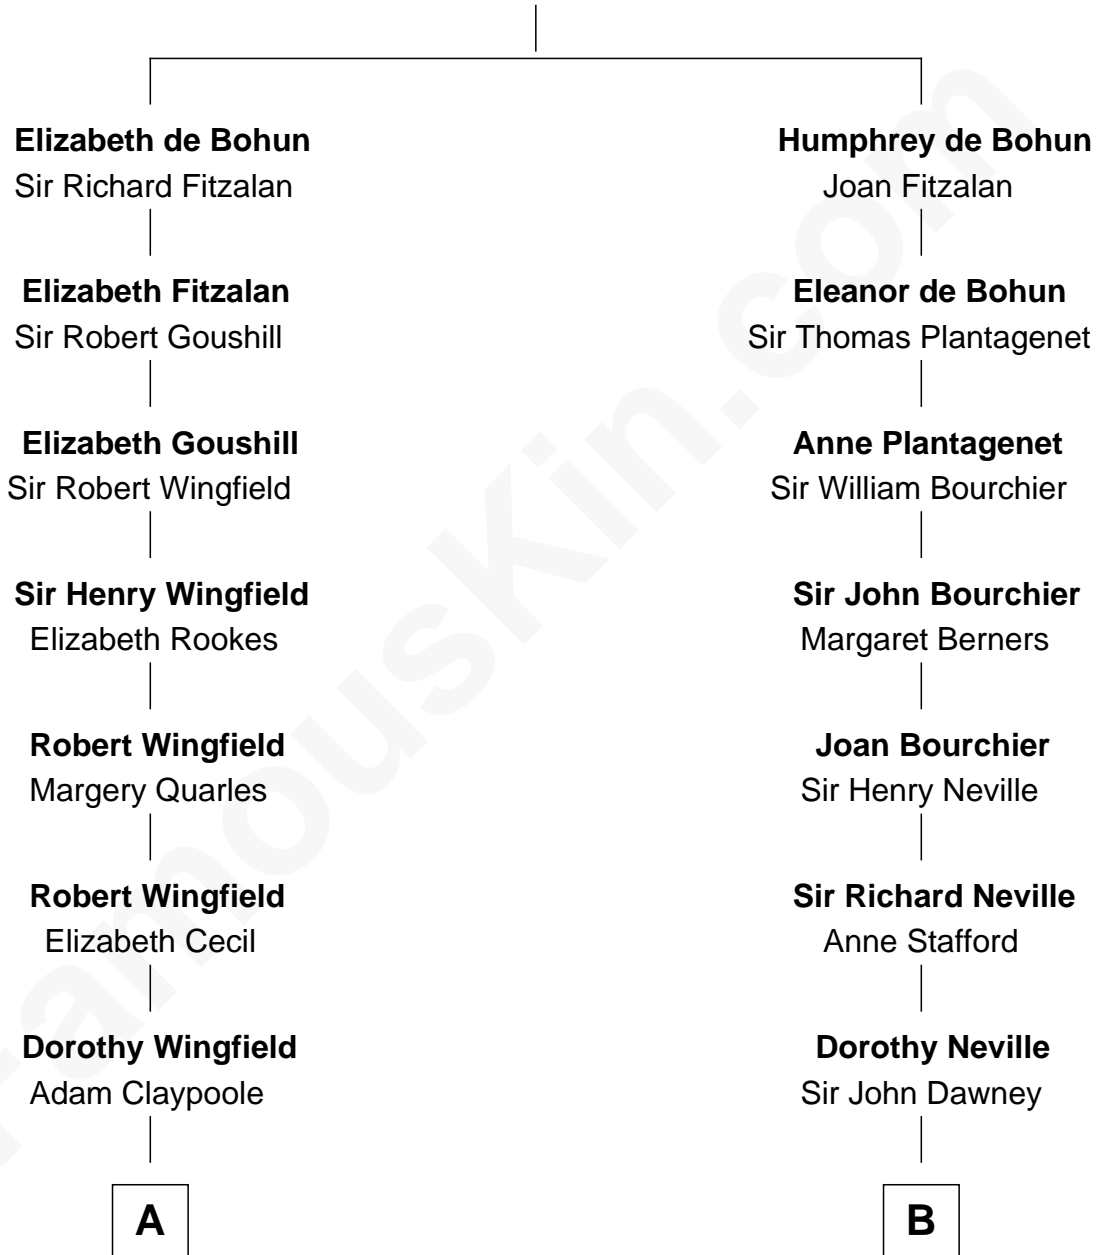 Elizabeth de Bohun
Sir Richard Fitzalan
Elizabeth Fitzalan
Sir Robert Goushill
Elizabeth Goushill
Sir Robert Wingfield
Sir Henry Wingfield
Elizabeth Rookes
Robert Wingfield
Margery Quarles
Robert Wingfield
Elizabeth Cecil
Dorothy Wingfield
Adam Claypoole
A
Humphrey de Bohun
Joan Fitzalan
Eleanor de Bohun
Sir Thomas Plantagenet
Anne Plantagenet
Sir William Bourchier
Sir John Bourchier
Margaret Berners
Joan Bourchier
Sir Henry Neville
Sir Richard Neville
Anne Stafford
Dorothy Neville
Sir John Dawney
B
FamousKin.com